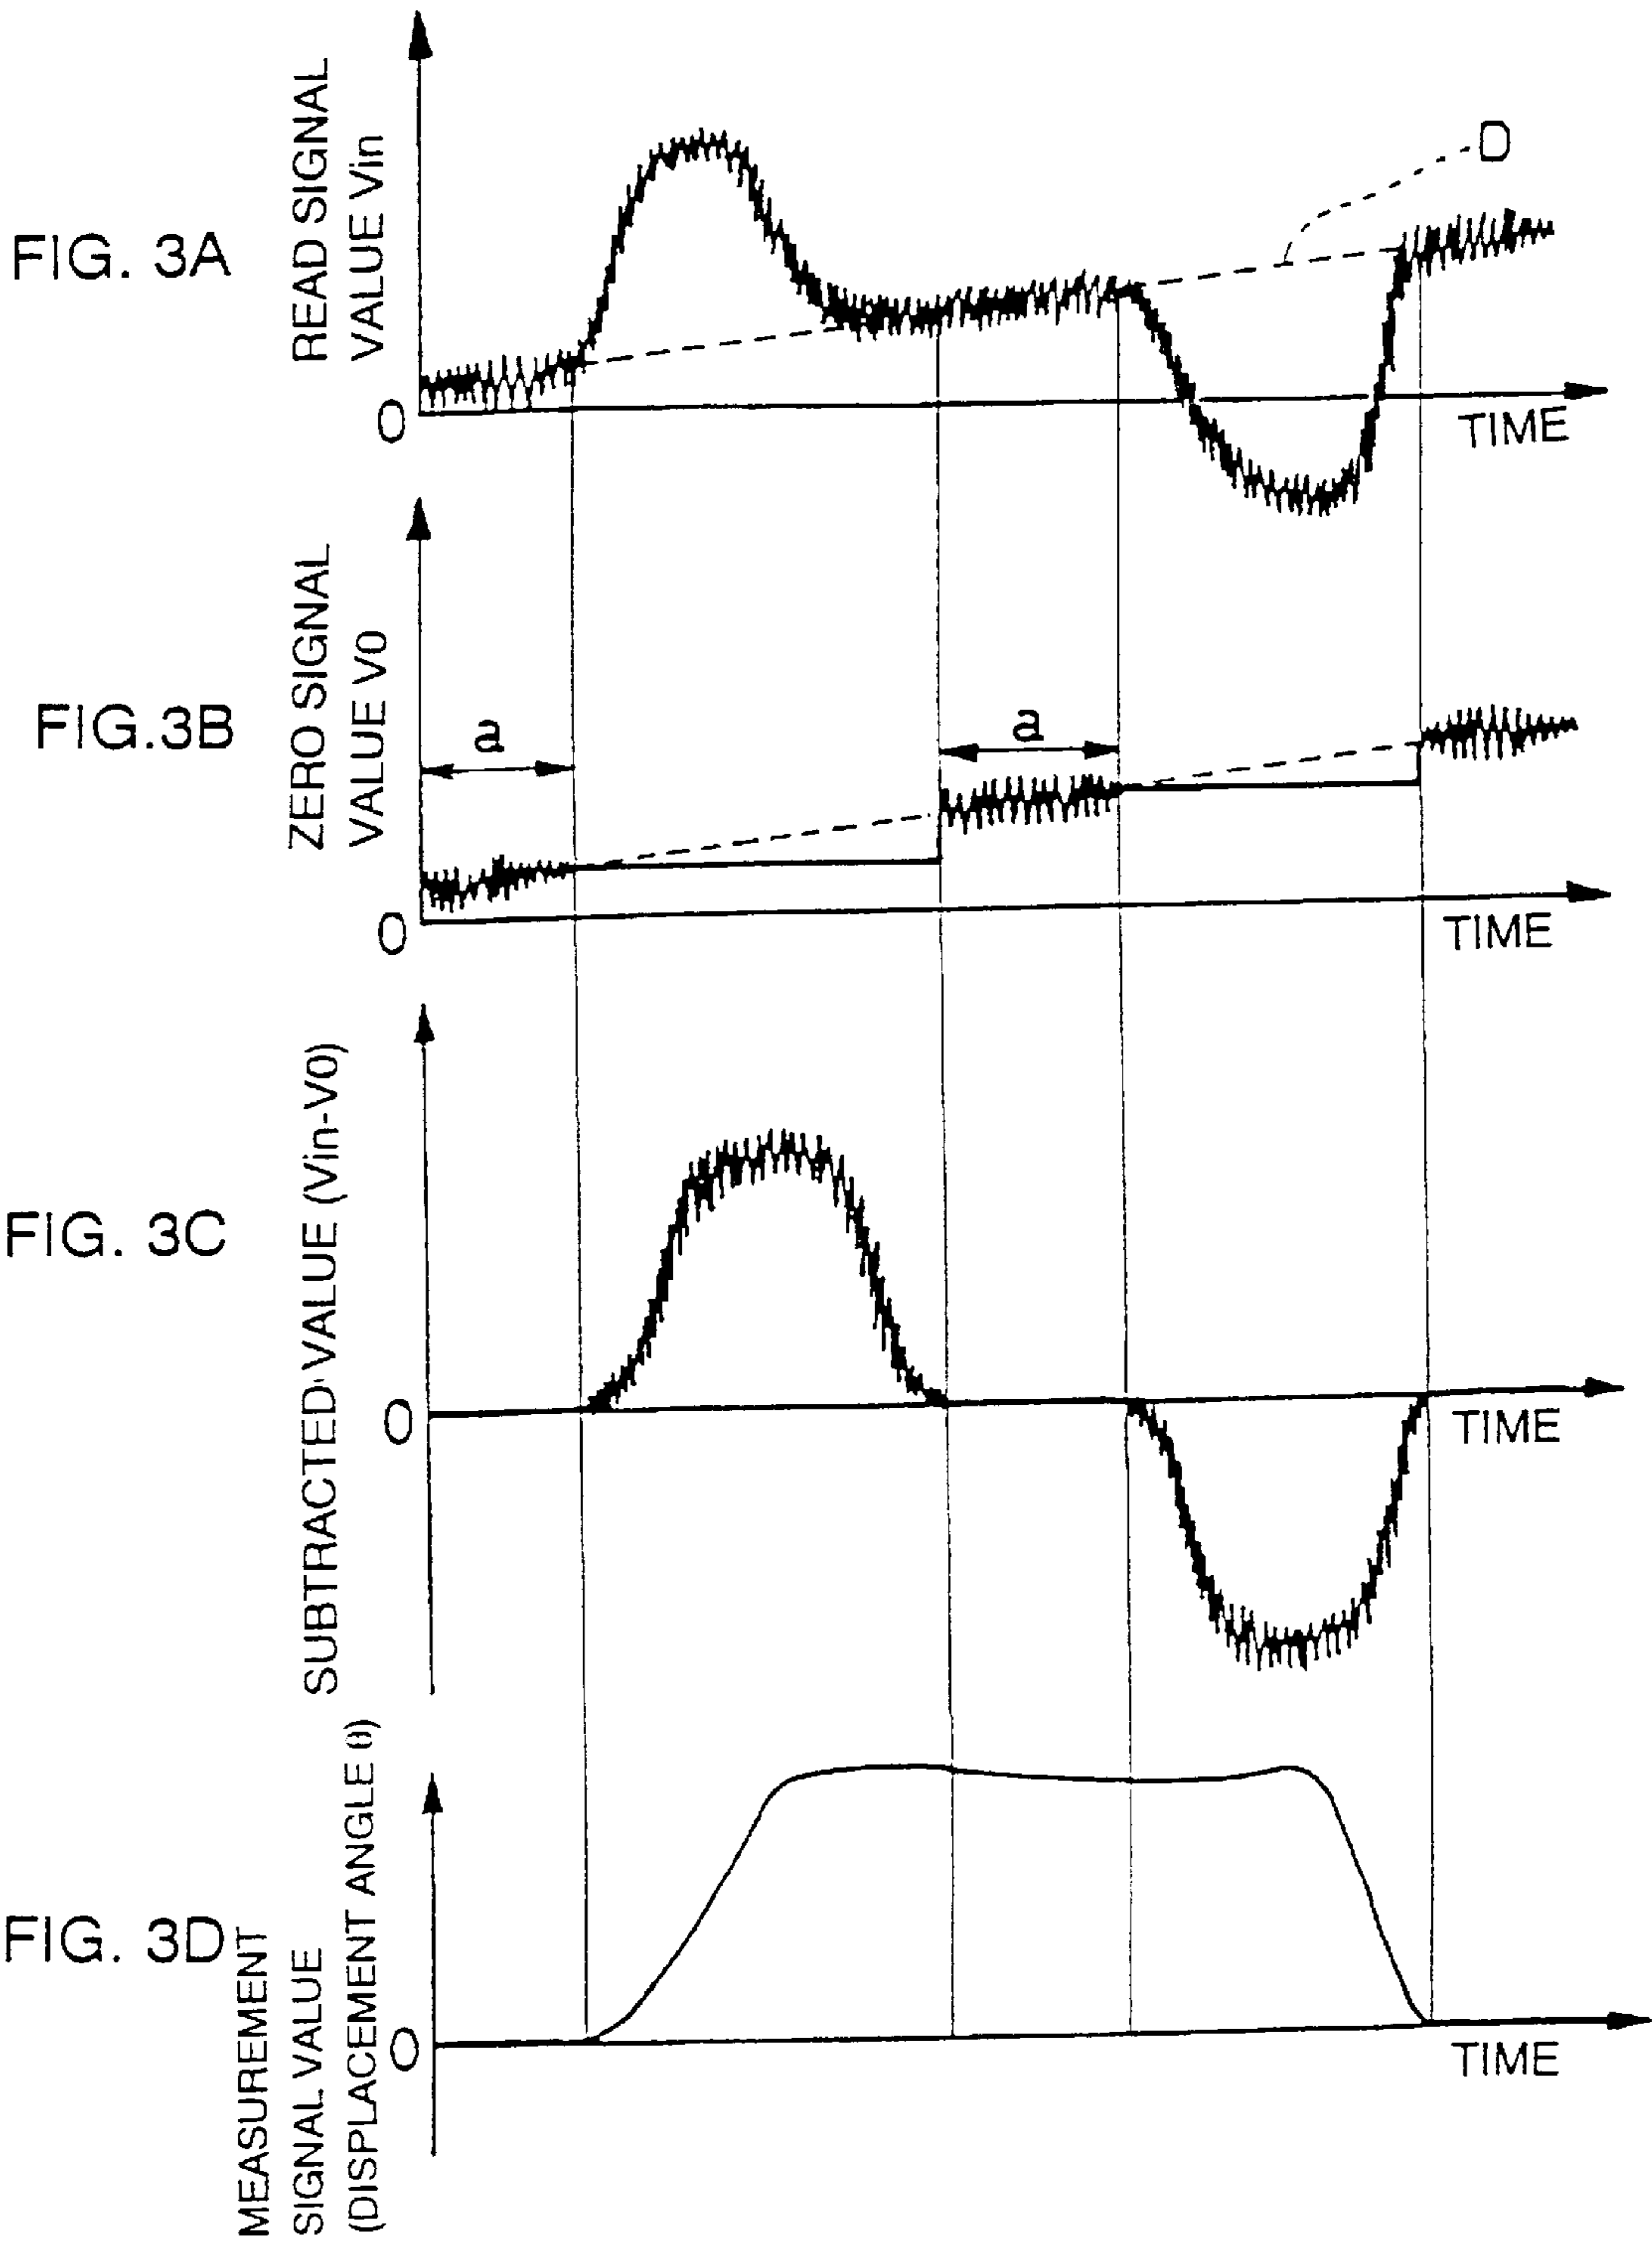 FIG. 3A
READ SIGNAL
VALUE Vin
D
0
TIME
FIG.3B
ZERO SIGNAL
VALUE V0
a
a
0
TIME
FIG. 3C
SUBTRACTED VALUE (Vin-V0)
0
TIME
FIG. 3D
MEASUREMENT
SIGNAL VALUE
(DISPLACEMENT ANGLE θ)
0
TIME